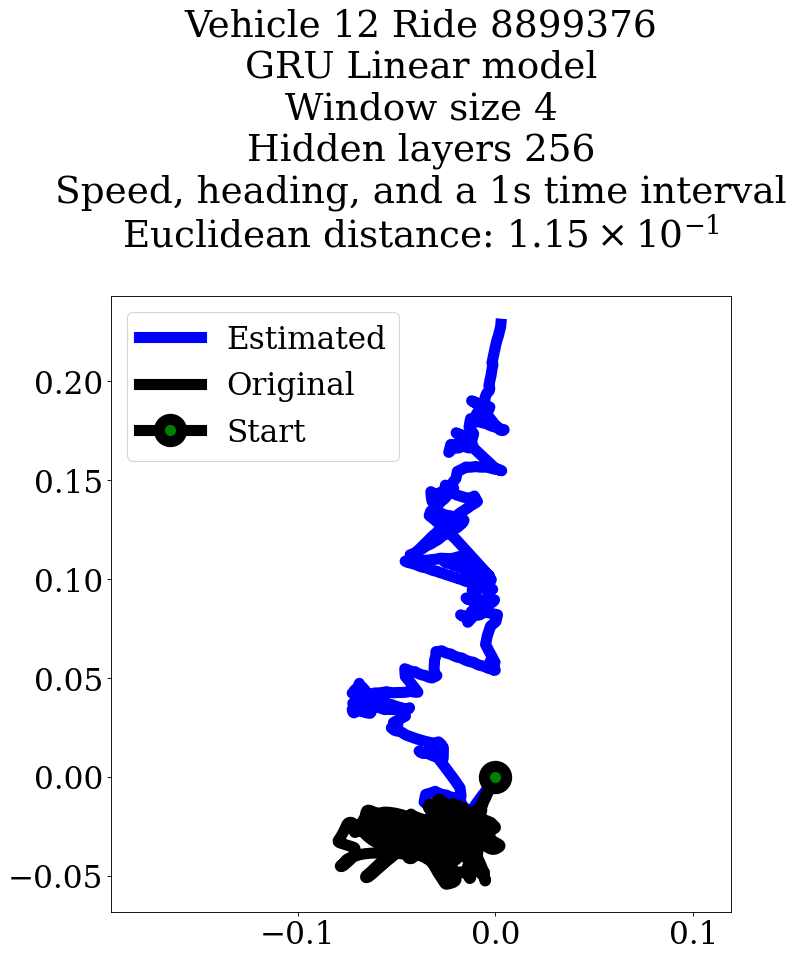 Vehicle 12 Ride 8899376
GRU Linear model
Window size 4
Hidden layers 256
Speed, heading, and a 1s time interval
Euclidean distance: 1.15 × 10⁻¹
Estimated
Original
Start
0.20
0.15
0.10
0.05
0.00
−0.05
−0.1
0.0
0.1